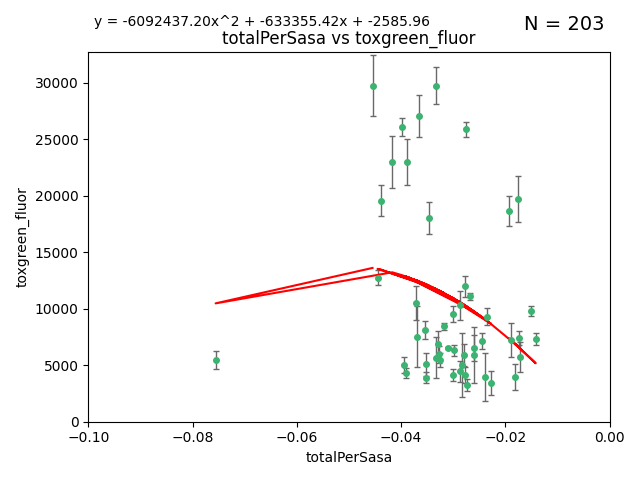 y = -6092437.20x^2 + -633355.42x + -2585.96
N = 203
totalPerSasa vs toxgreen_fluor
toxgreen_fluor
30000
25000
20000
15000
10000
5000
0
−0.10
−0.08
−0.06
−0.04
−0.02
0.00
totalPerSasa